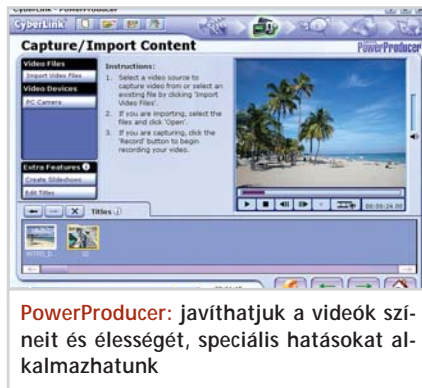 CyberLink - PowerProducer
CyberLink
Capture/Import Content
PowerProducer
Video Files
Import Video Files
Video Devices
PC Camera
Extra Features
Create Slideshows
Edit Titles
Instructions:
1. Select a video source to
capture video from or select an
existing file by clicking 'Import
Video Files'.
2. If you are importing, select the
files and click 'Open'.
3. If you are capturing, click the
'Record' button to begin
recording your video.
00:00:24.00
Titles
02
PowerProducer: javíthatjuk a videók szí-
neit és élességét, speciális hatásokat al-
kalmazhatunk